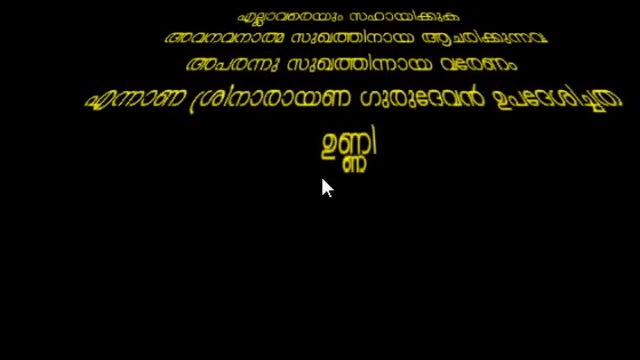 എല്ലാവരെയും സഹായിക്കുക
അവനവനാത്മ സുഖത്തിനായ ആചരിക്കുന്നവ
അപരന്നു സുഖത്തിന്നായ വരേണം
എന്നാണ ശ്രിനാരായണ ഗുരുദേവൻ ഉപദേശിച്ചത
ഉണ്ണി